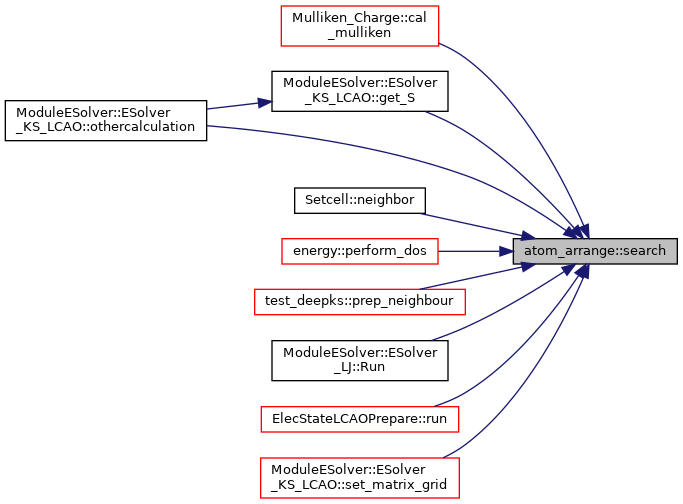 Mulliken_Charge::cal
_mulliken
ModuleESolver::ESolver
_KS_LCAO::get_S
ModuleESolver::ESolver
_KS_LCAO::othercalculation
Setcell::neighbor
atom_arrange::search
energy::perform_dos
test_deepks::prep_neighbour
ModuleESolver::ESolver
_LJ::Run
ElecStateLCAOPrepare::run
ModuleESolver::ESolver
_KS_LCAO::set_matrix_grid